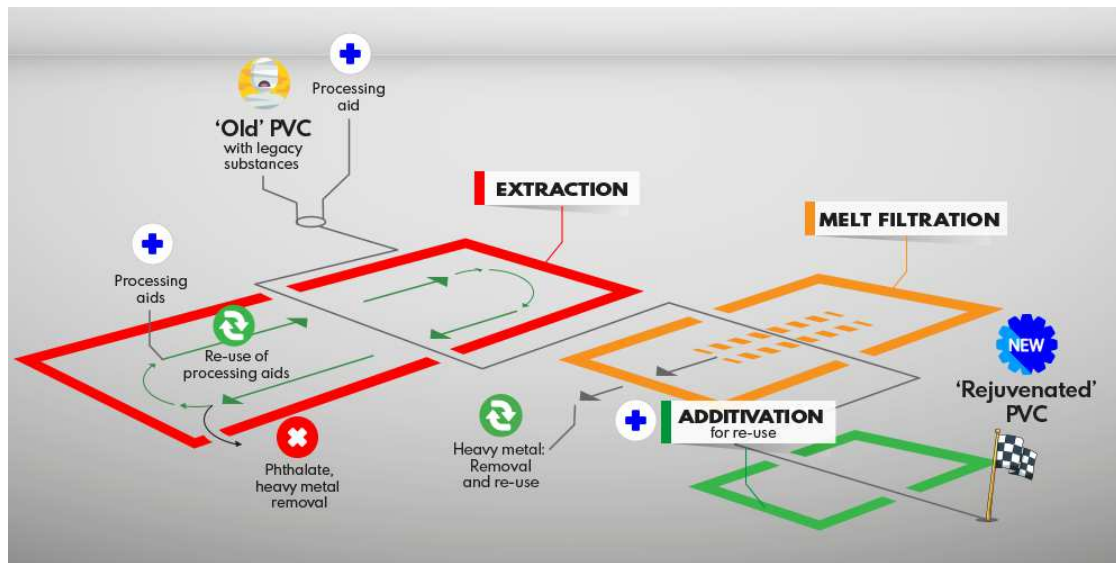 Processing
aid
‘Old’ PVC
with legacy
substances
EXTRACTION
MELT FILTRATION
Processing
aids
Re-use of
processing aids
NEW
‘Rejuvenated’
PVC
ADDITIVATION
for re-use
Heavy metal:
Removal
and re-use
Phthalate,
heavy metal
removal